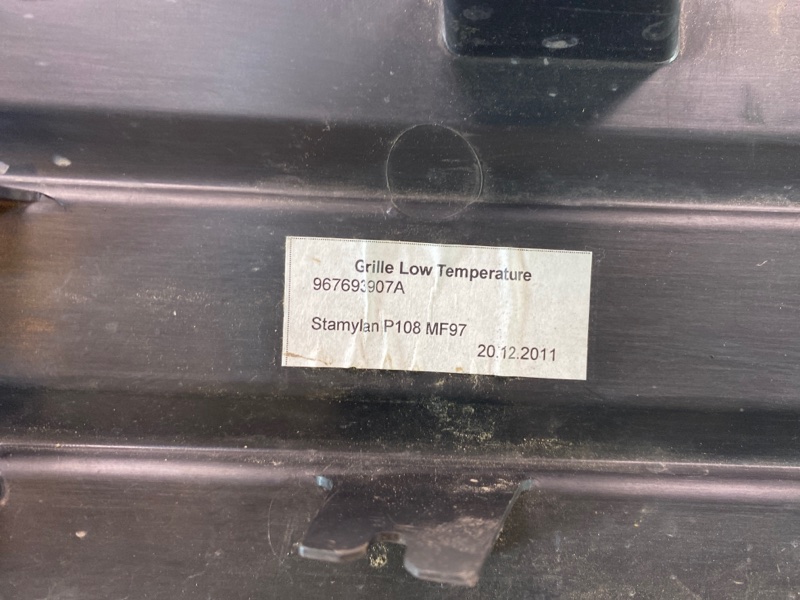 Grille Low Temperature
967693907A
Stamylan P108 MF97
20.12.2011